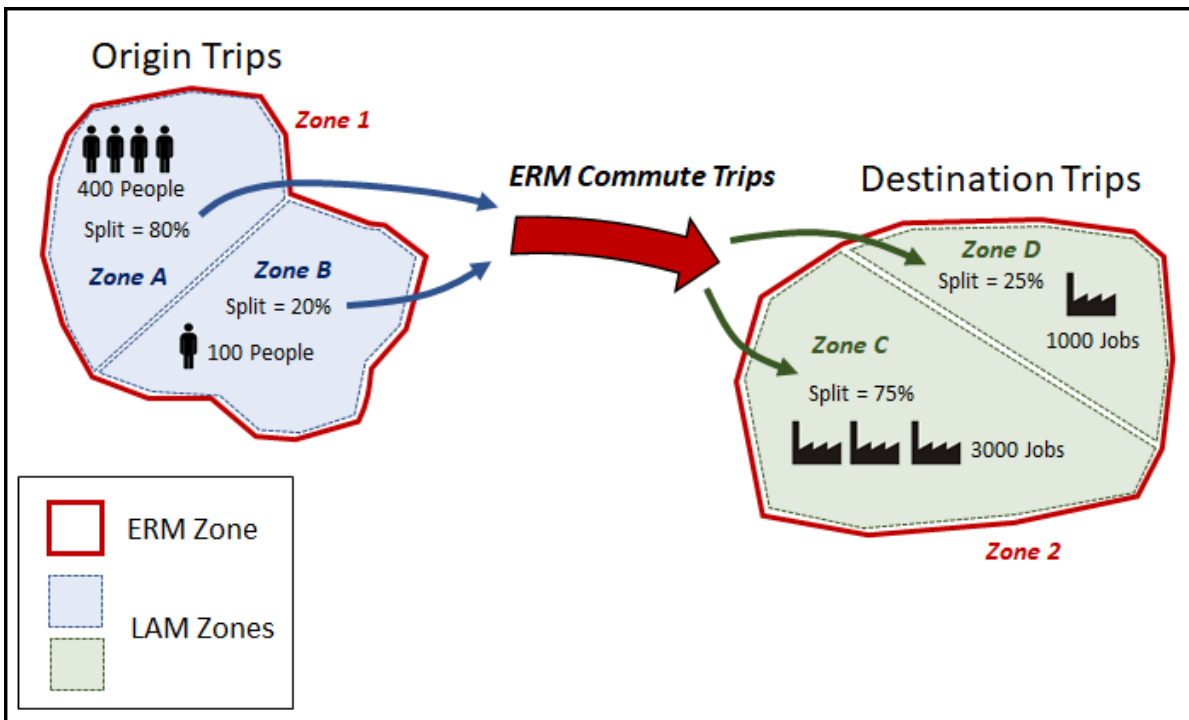 Origin Trips
Zone 1
400 People
Split = 80%
Zone A
Zone B
Split = 20%
100 People
ERM Commute Trips
Destination Trips
Zone D
Split = 25%
1000 Jobs
Zone C
Split = 75%
3000 Jobs
Zone 2
ERM Zone
LAM Zones